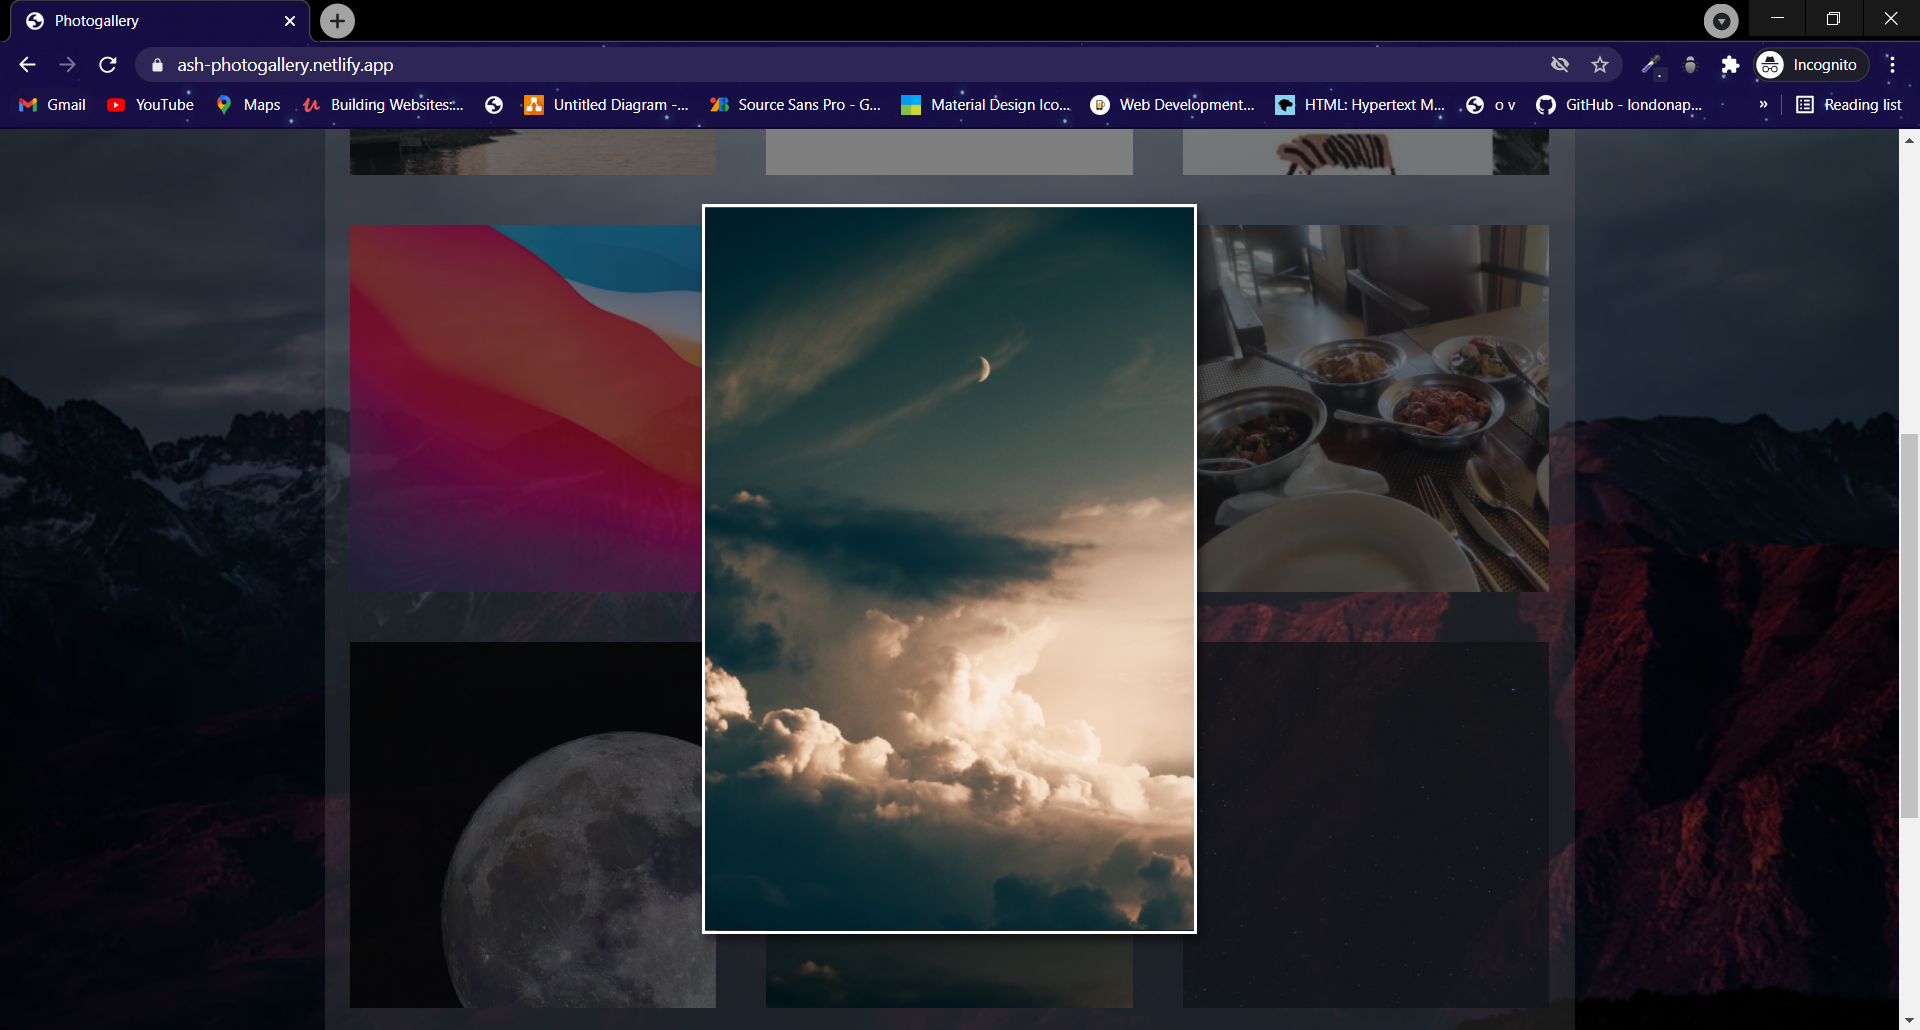 Photogallery
ash-photogallery.netlify.app
Incognito
Gmail
YouTube
Maps
Building Websites:...
Untitled Diagram -...
Source Sans Pro - G...
Material Design Ico...
Web Development...
HTML: Hypertext M...
o v
GitHub - londonap...
»
Reading list